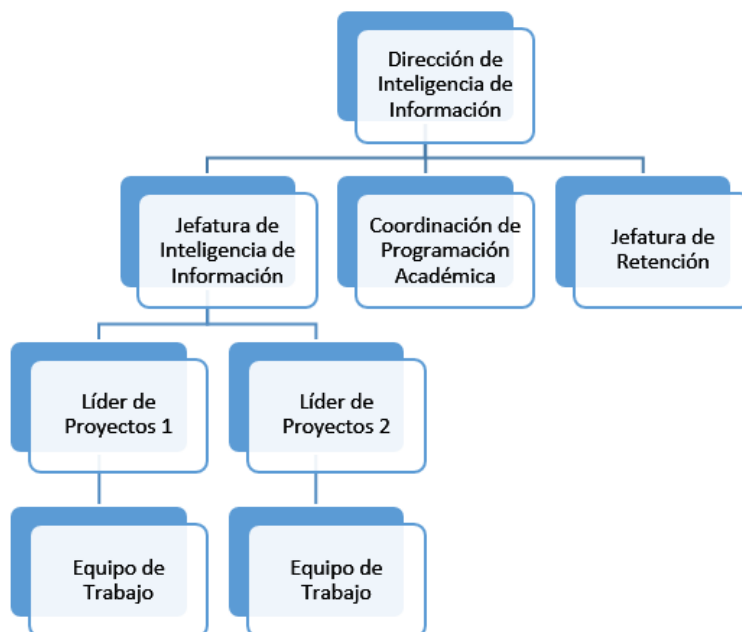 Dirección de
Inteligencia de
Información
Jefatura de
Inteligencia de
Información
Coordinación de
Programación
Académica
Jefatura de
Retención
Líder de
Proyectos 1
Líder de
Proyectos 2
Equipo de
Trabajo
Equipo de
Trabajo